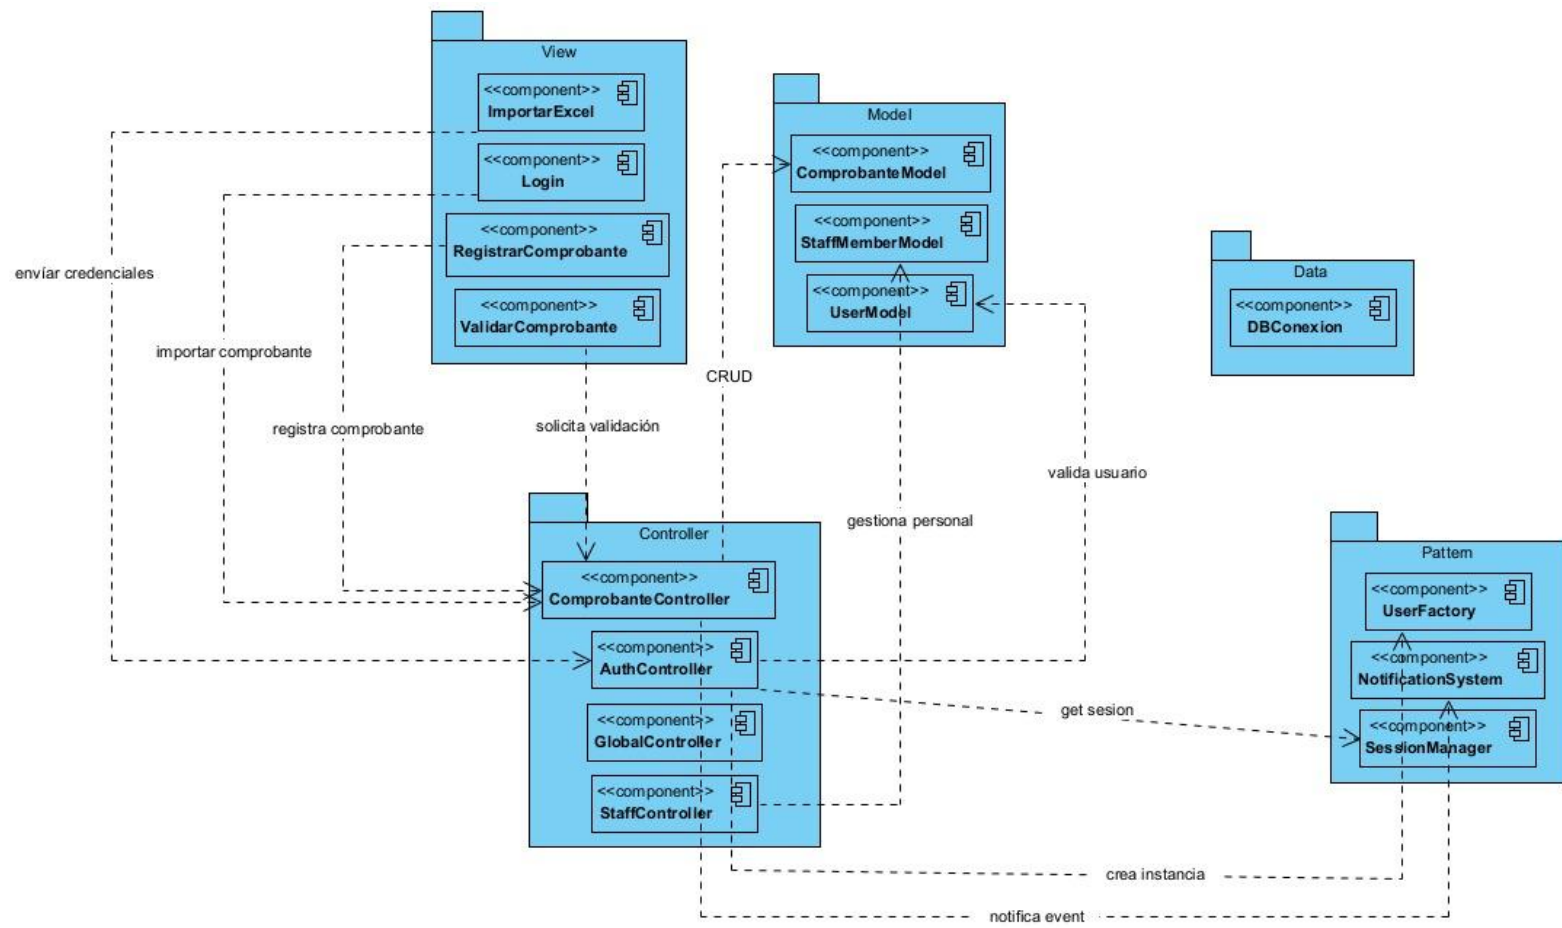 View
<<component>>
ImportarExcel
<<component>>
Login
<<component>>
RegistrarComprobante
<<component>>
ValidarComprobante
Model
<<component>>
ComprobanteModel
<<component>>
StaffMemberModel
<<component>>
UserModel
Data
<<component>>
DBConexion
envíar credenciales
importar comprobante
registra comprobante
solicita validación
CRUD
gestiona personal
valida usuario
Controller
<<component>>
ComprobanteController
<<component>>
AuthController
<<component>>
GlobalController
<<component>>
StaffController
get sesion
Pattern
<<component>>
UserFactory
<<component>>
NotificationSystem
<<component>>
SessionManager
crea instancia
notifica event